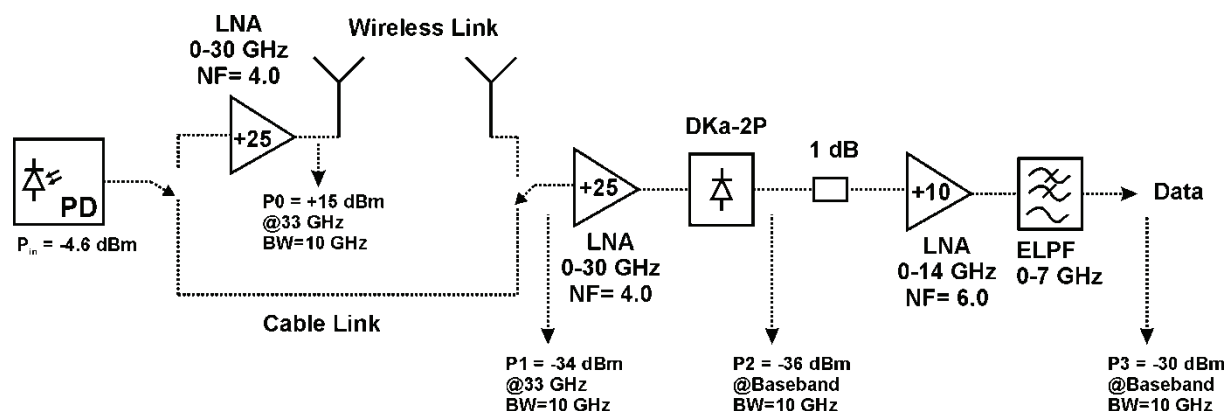 LNA
0-30 GHz
NF= 4.0
+25
Wireless Link
PD
P_in = -4.6 dBm
P0 = +15 dBm
@33 GHz
BW=10 GHz
Cable Link
+25
LNA
0-30 GHz
NF= 4.0
P1 = -34 dBm
@33 GHz
BW=10 GHz
DKa-2P
P2 = -36 dBm
@Baseband
BW=10 GHz
1 dB
+10
LNA
0-14 GHz
NF= 6.0
ELPF
0-7 GHz
Data
P3 = -30 dBm
@Baseband
BW=10 GHz